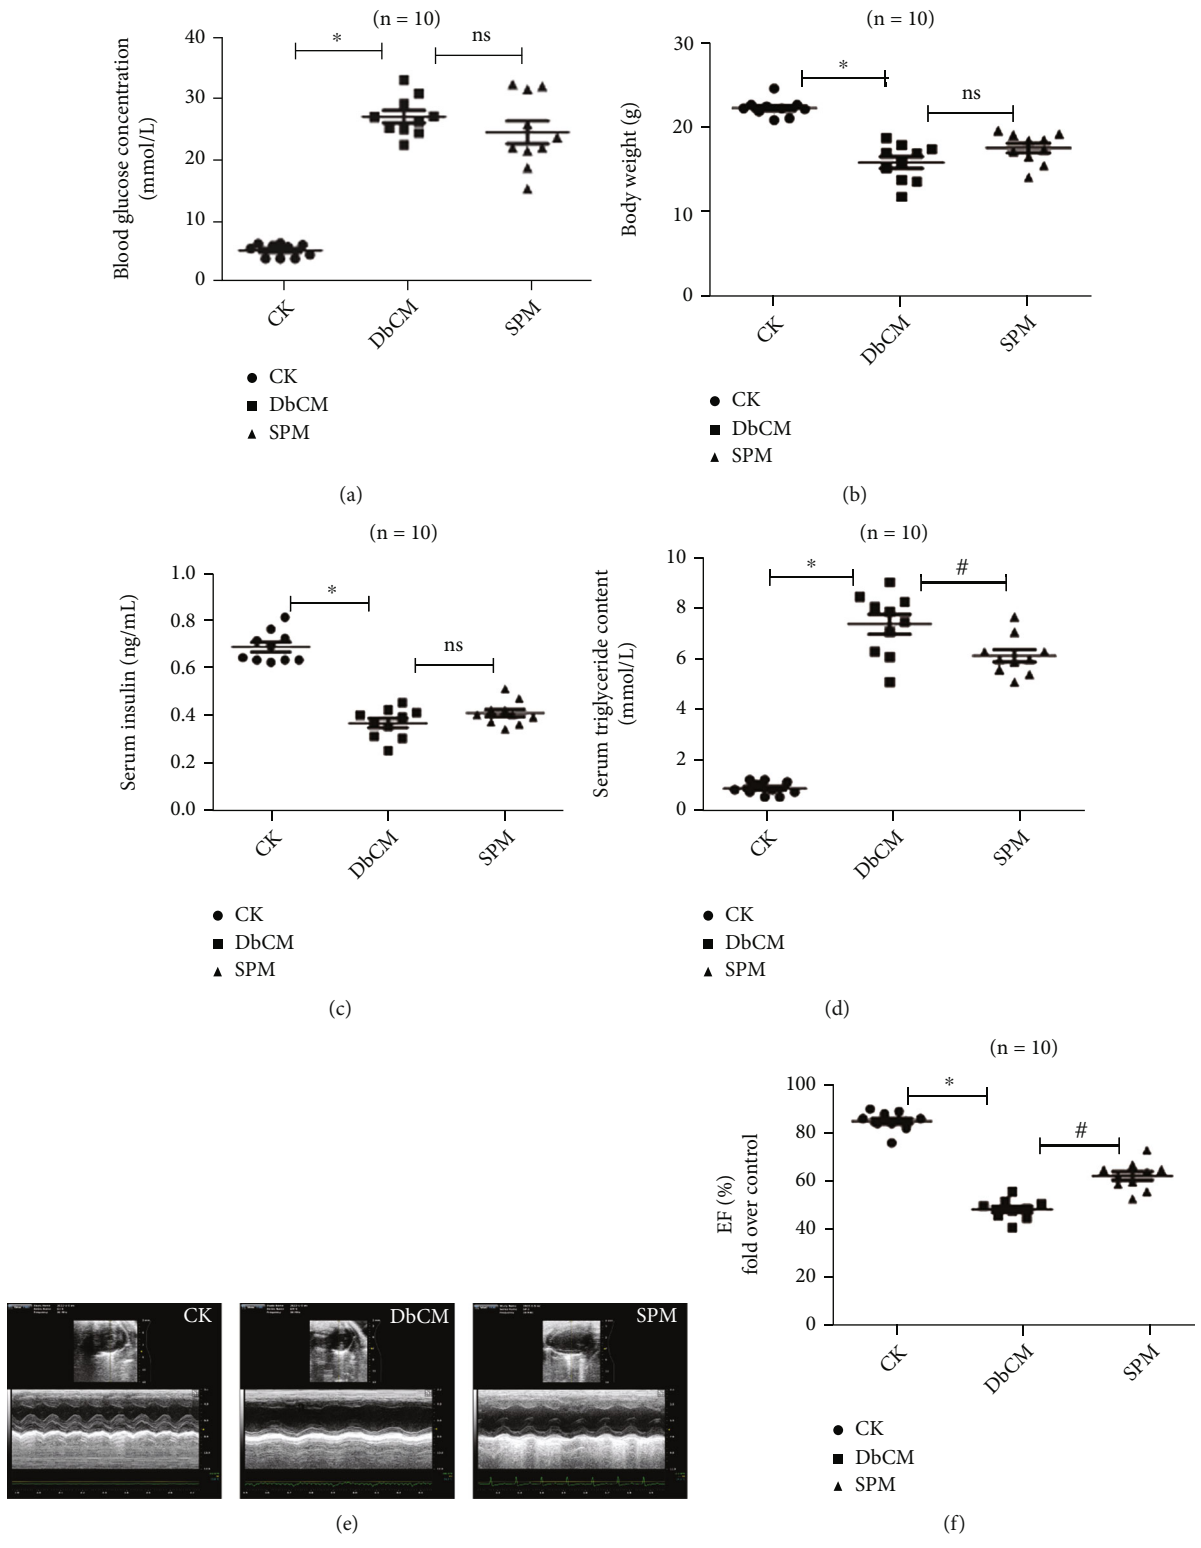 (n = 10)
Blood glucose concentration
(mmol/L)
40
30
20
10
0
*
ns
CK
DbCM
SPM
CK
DbCM
SPM
(a)
(n = 10)
Body weight (g)
30
20
10
0
*
ns
CK
DbCM
SPM
CK
DbCM
SPM
(b)
(n = 10)
Serum insulin (ng/mL)
1.0
0.8
0.6
0.4
0.2
0.0
*
ns
CK
DbCM
SPM
CK
DbCM
SPM
(c)
(n = 10)
Serum triglyceride content
(mmol/L)
10
8
6
4
2
0
*
#
CK
DbCM
SPM
CK
DbCM
SPM
(d)
CK
DbCM
SPM
(e)
(n = 10)
EF (%)
fold over control
100
80
60
40
20
0
*
#
CK
DbCM
SPM
CK
DbCM
SPM
(f)